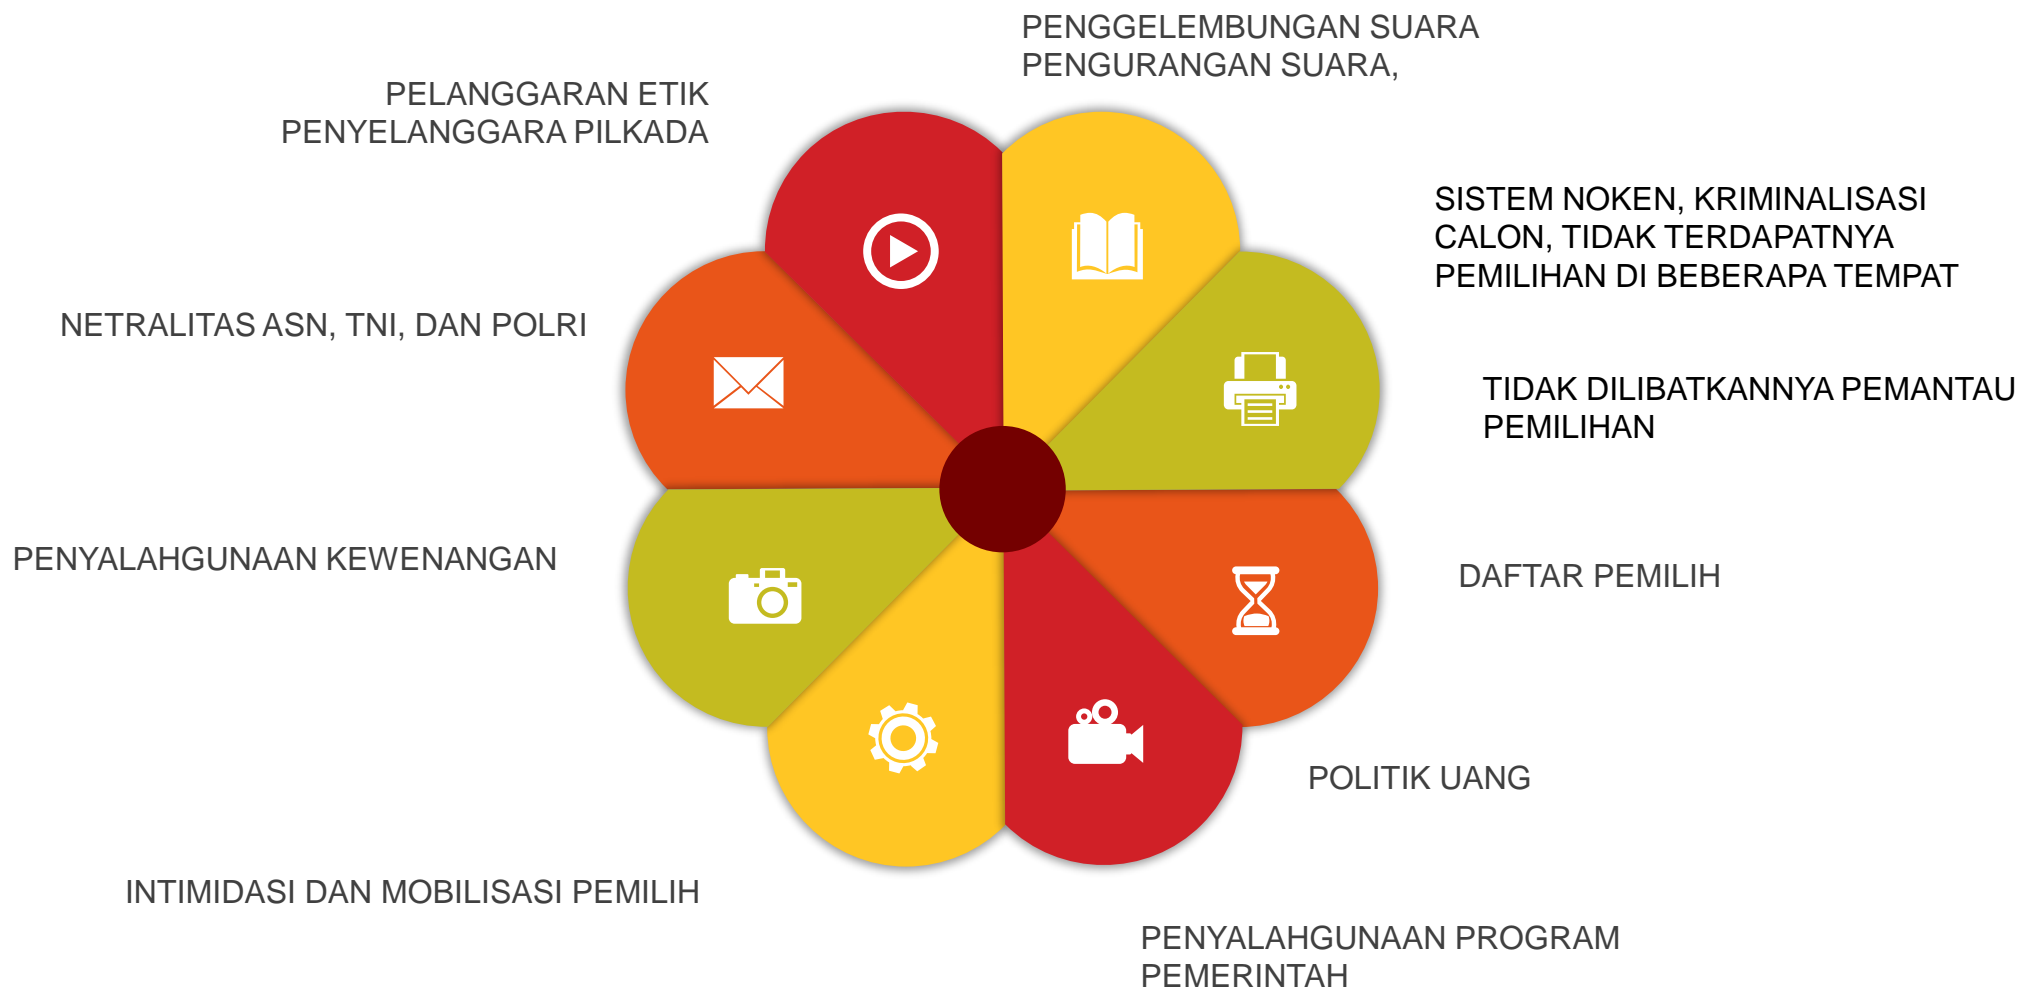 PENGGELEMBUNGAN SUARA
PENGURANGAN SUARA,
PELANGGARAN ETIK
PENYELANGGARA PILKADA
SISTEM NOKEN, KRIMINALISASI
CALON, TIDAK TERDAPATNYA
PEMILIHAN DI BEBERAPA TEMPAT
NETRALITAS ASN, TNI, DAN POLRI
TIDAK DILIBATKANNYA PEMANTAU
PEMILIHAN
PENYALAHGUNAAN KEWENANGAN
DAFTAR PEMILIH
POLITIK UANG
INTIMIDASI DAN MOBILISASI PEMILIH
PENYALAHGUNAAN PROGRAM
PEMERINTAH